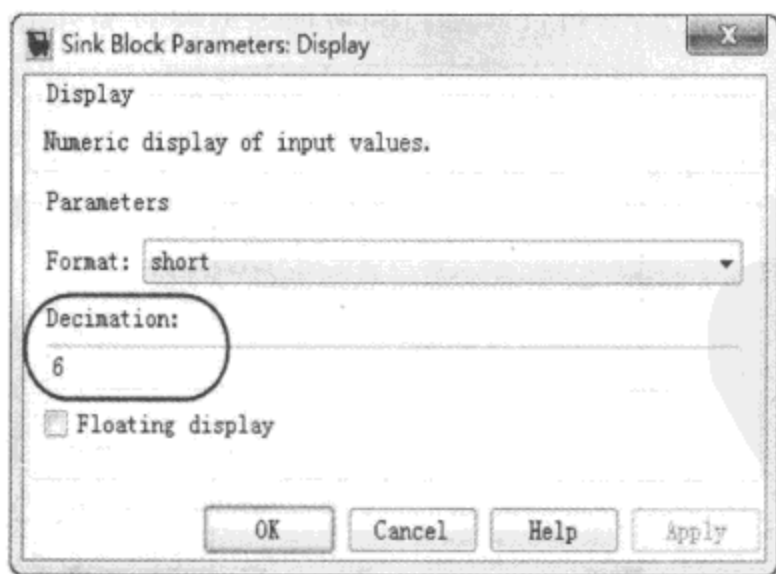 Sink Block Parameters: Display
Display
Numeric display of input values.
Parameters
Format: short
Decimation:
6
Floating display
OK Cancel Help Apply